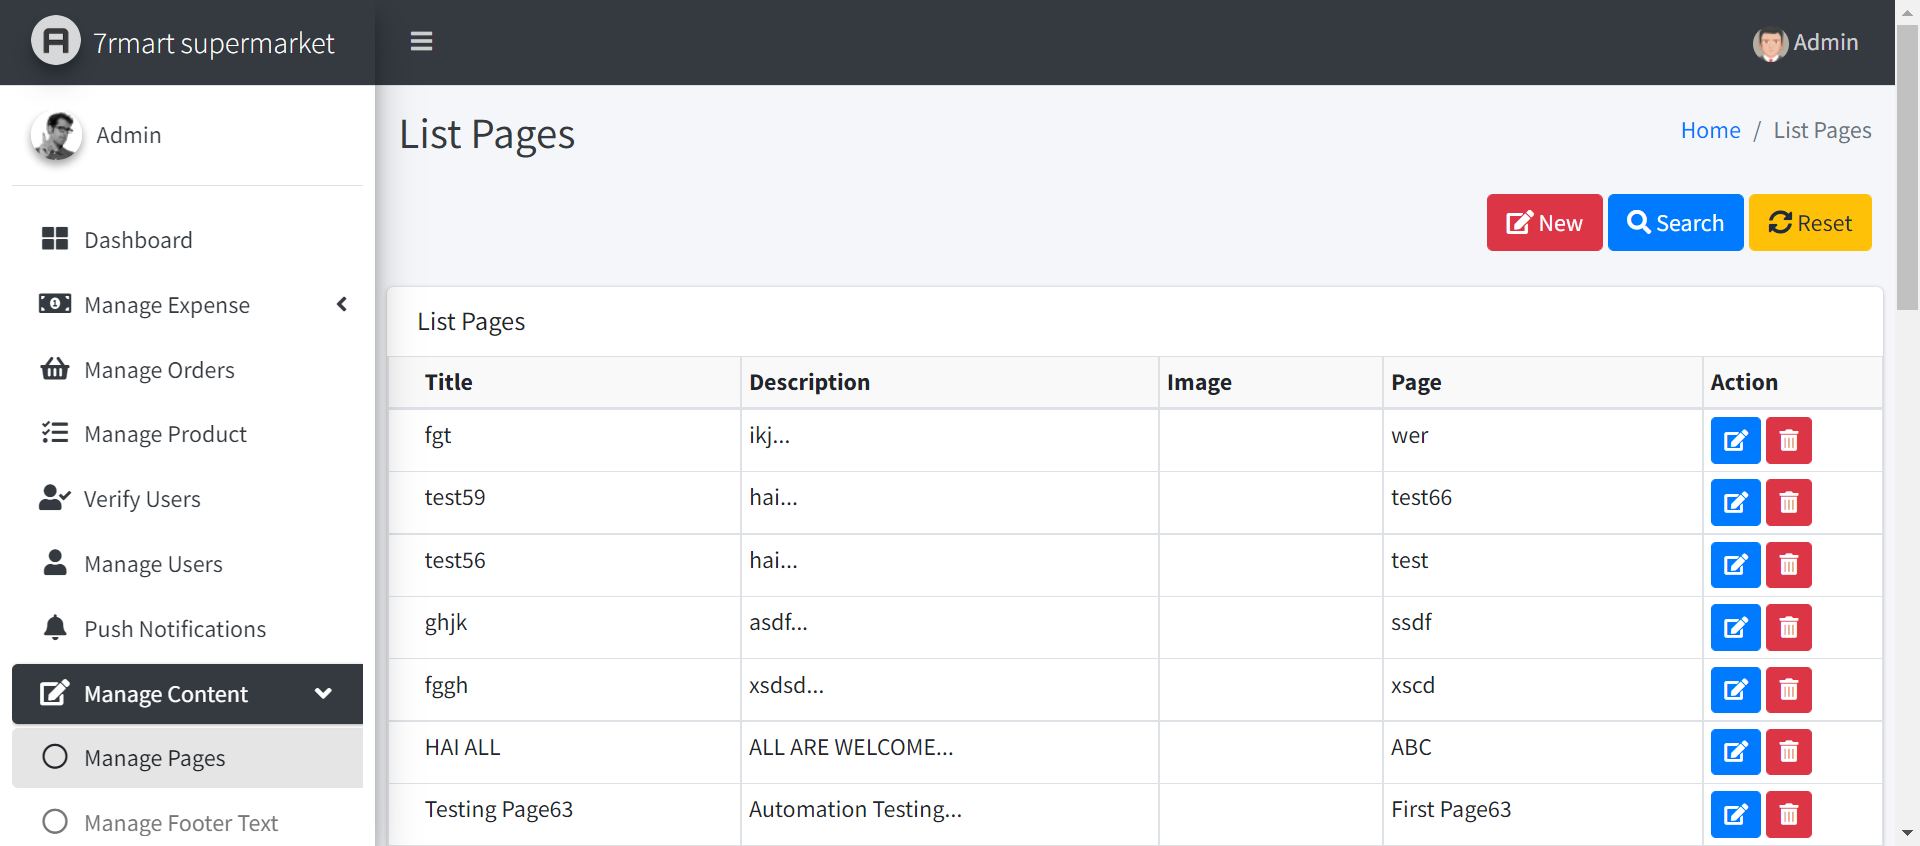 7rmart supermarket
Admin
Admin
Dashboard
Manage Expense
Manage Orders
Manage Product
Verify Users
Manage Users
Push Notifications
Manage Content
Manage Pages
Manage Footer Text
List Pages
Home / List Pages
New Search Reset
List Pages
Title Description Image Page Action
fgt ikj... wer
test59 hai... test66
test56 hai... test
ghjk asdf... ssdf
fggh xsdsd... xscd
HAI ALL ALL ARE WELCOME... ABC
Testing Page63 Automation Testing... First Page63